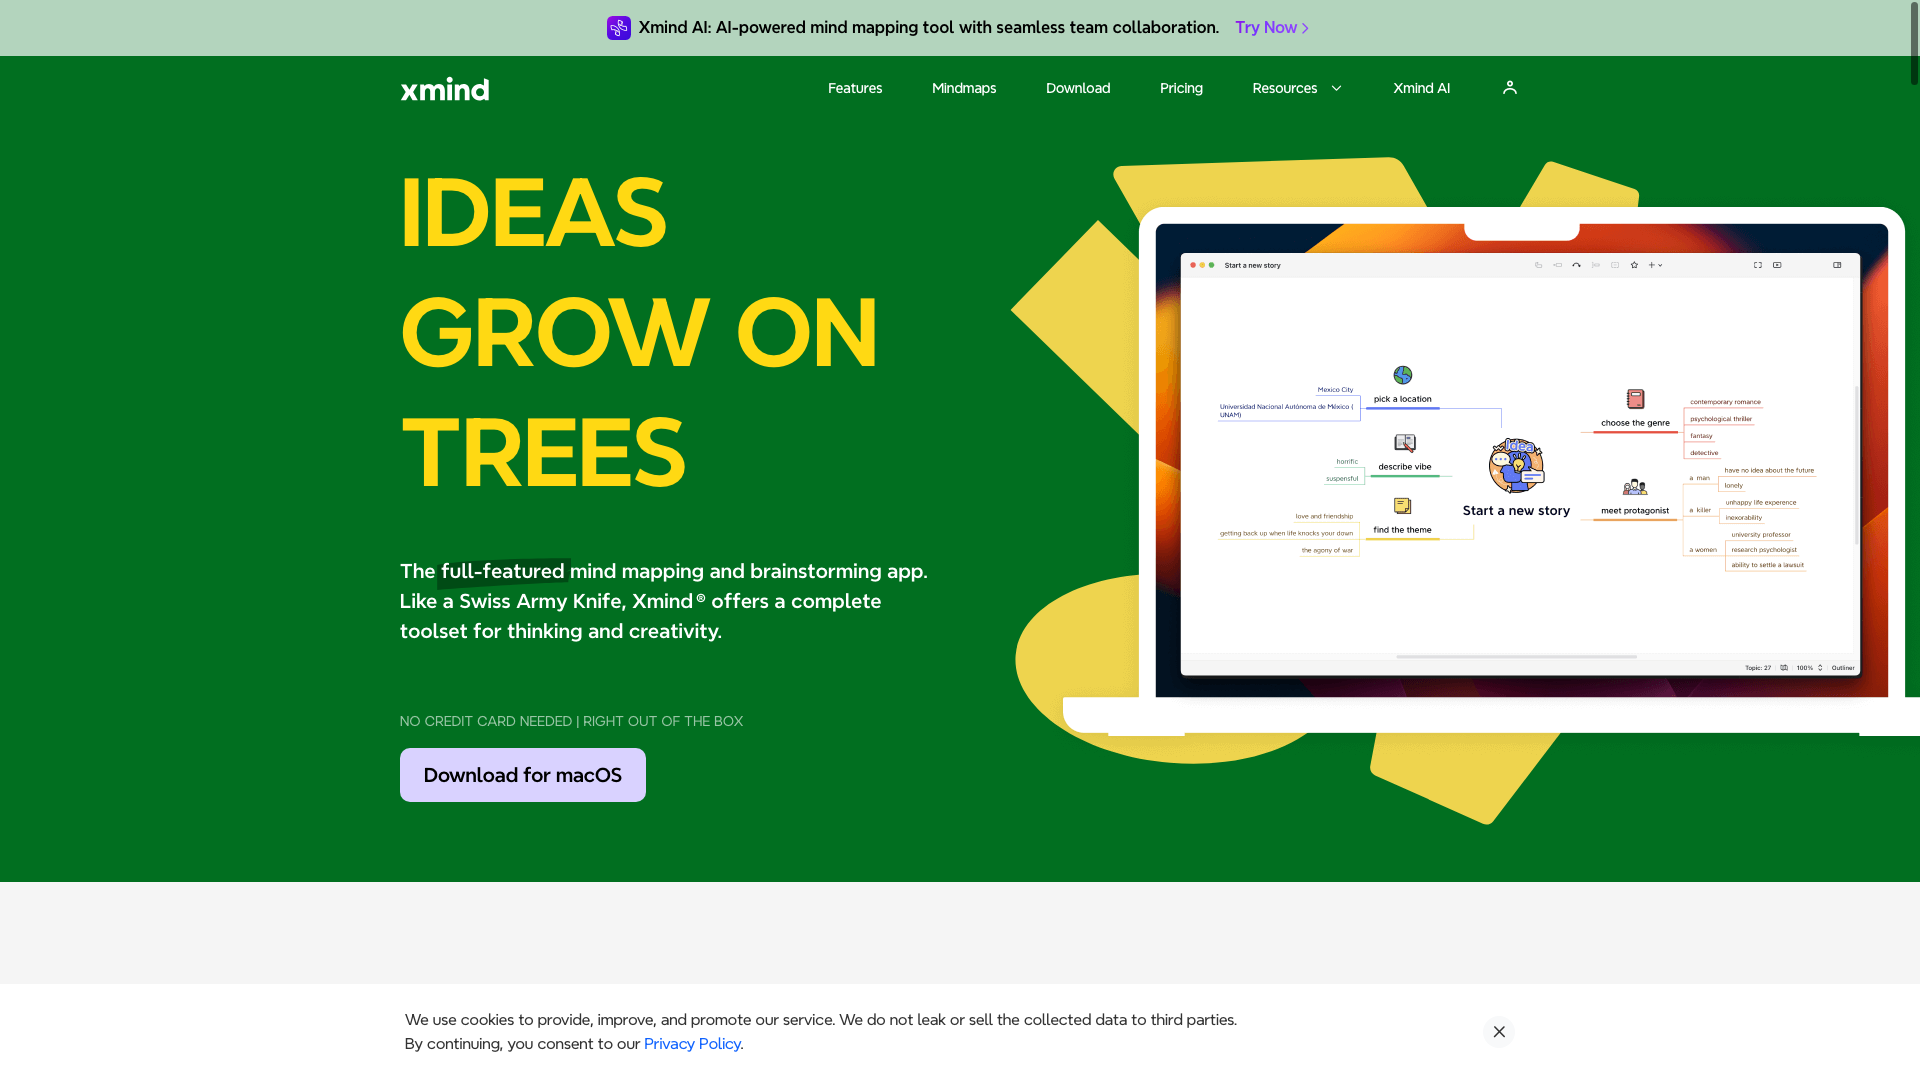 Xmind AI: AI-powered mind mapping tool with seamless team collaboration. Try Now
xmind
Features Mindmaps Download Pricing Resources Xmind AI
IDEAS
GROW ON
TREES
The full-featured mind mapping and brainstorming app.
Like a Swiss Army Knife, Xmind® offers a complete
toolset for thinking and creativity.
NO CREDIT CARD NEEDED | RIGHT OUT OF THE BOX
Download for macOS
Start a new story
Mexico City
Universidad Nacional Autónoma de México (
UNAM)
pick a location
horrific
suspensful
describe vibe
love and friendship
getting back up when life knocks your down
the agony of war
find the theme
Idea
Start a new story
choose the genre
contemporary romance
psychological thriller
fantasy
detective
meet protagonist
a man
have no idea about the future
lonely
a killer
unhappy life experence
inexorability
a women
university professor
research psychologist
ability to settle a lawsuit
Topic: 27 100% Outliner
We use cookies to provide, improve, and promote our service. We do not leak or sell the collected data to third parties.
By continuing, you consent to our Privacy Policy.